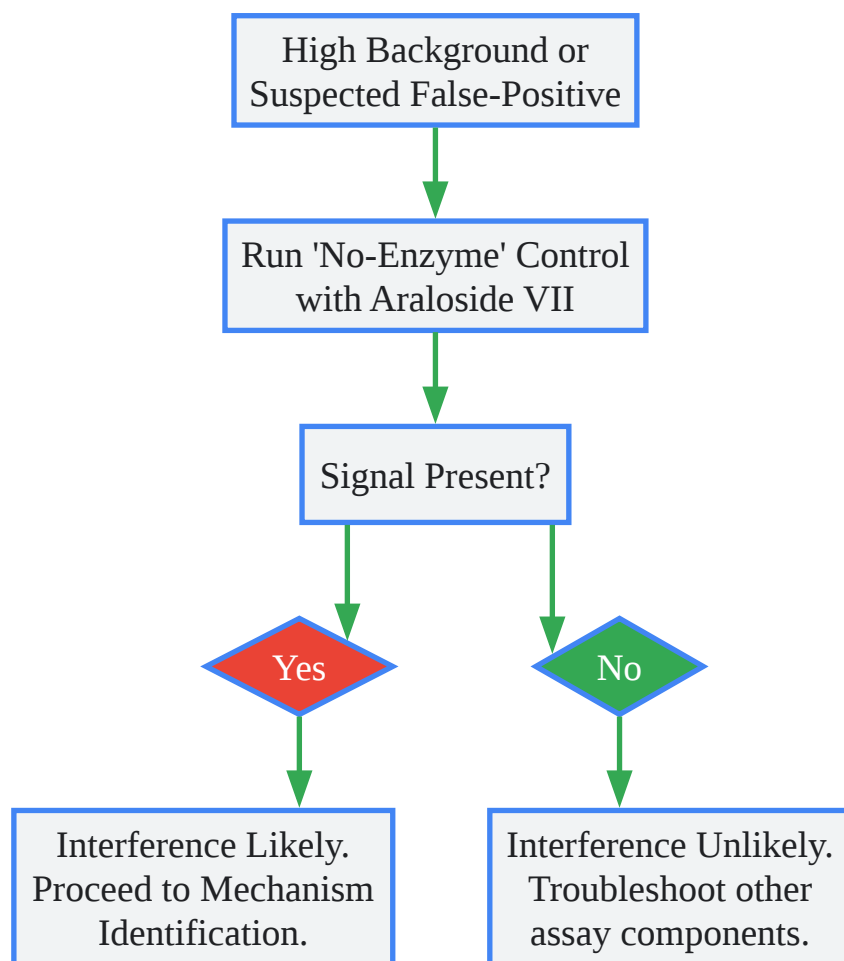 High Background or
Suspected False-Positive
Run 'No-Enzyme' Control
with Araloside VII
Signal Present?
Yes
No
Interference Likely.
Proceed to Mechanism
Identification.
Interference Unlikely.
Troubleshoot other
assay components.